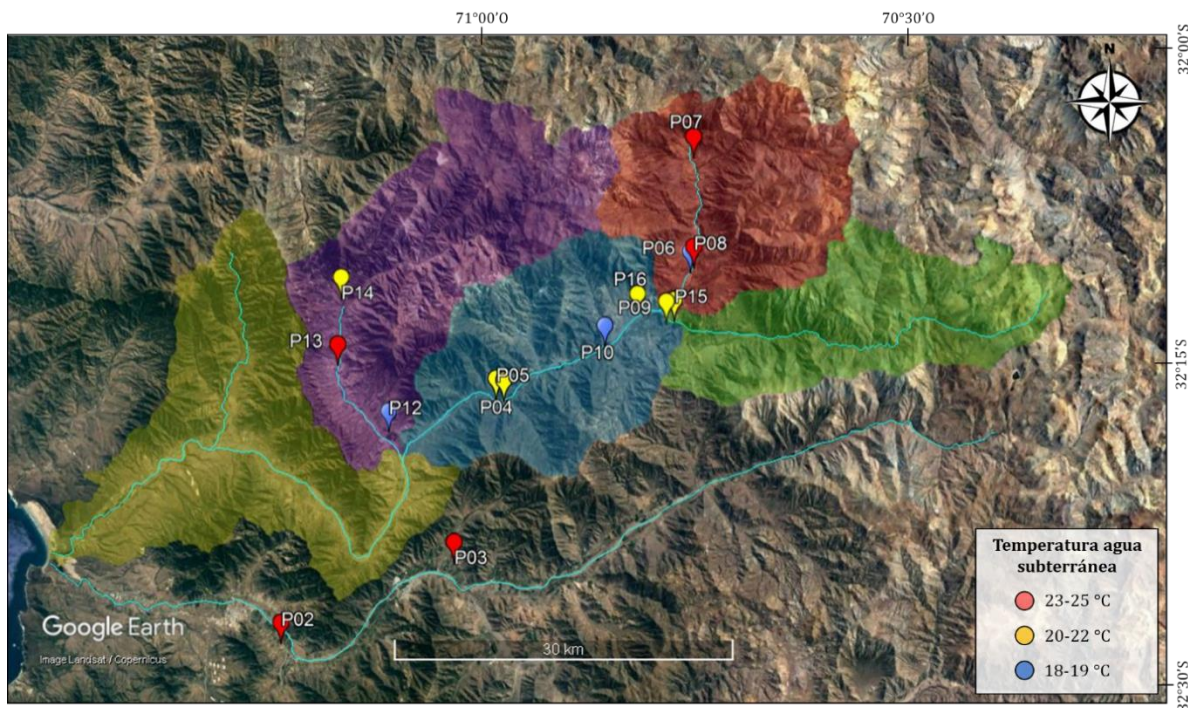 71°00'O
70°30'O
32°00'S
N
P07
P06
P08
P16
P15
P09
P14
P10
P13
32°15'S
P05
P04
P12
P03
P02
Temperatura agua
subterránea
23-25 °C
20-22 °C
18-19 °C
Google Earth
30 km
Image Landsat / Copernicus
32°30'S